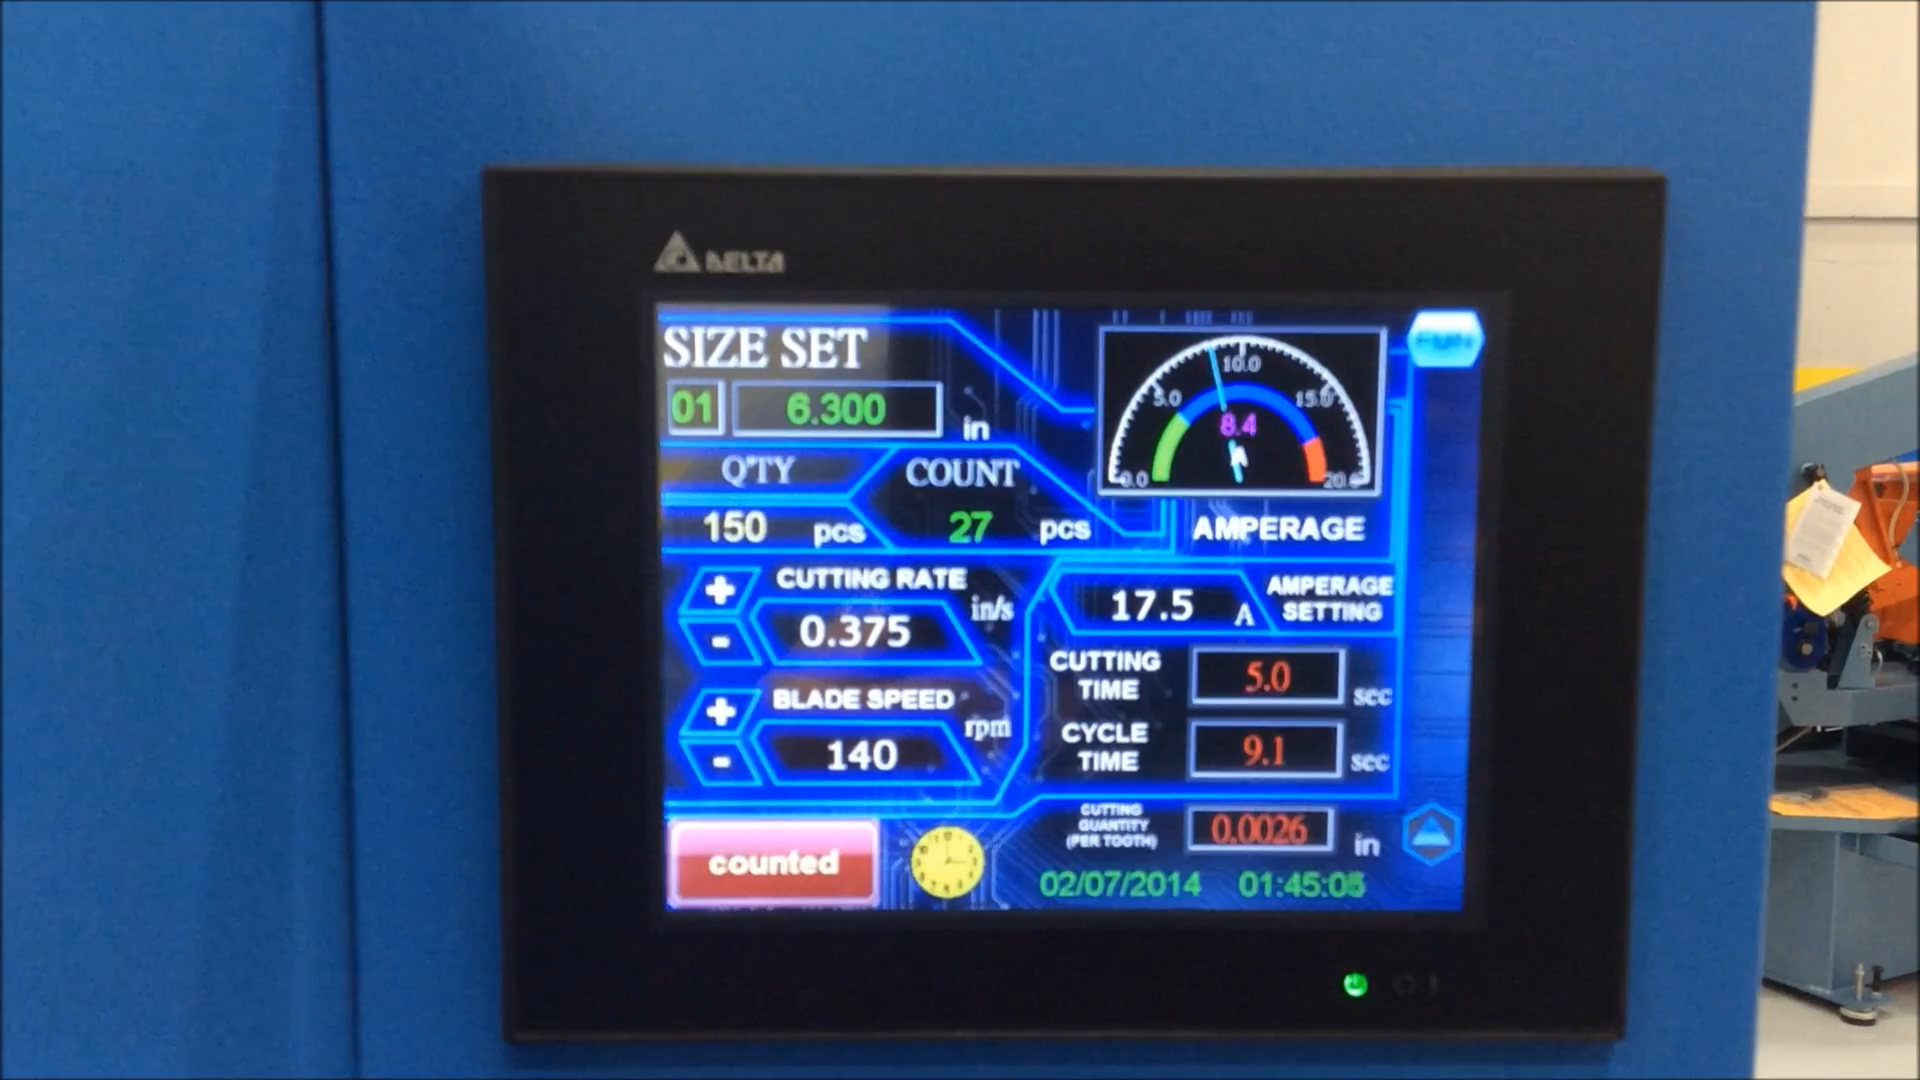 DELTA
SIZE SET
01 6.300 in
QTY COUNT
150 pcs 27 pcs
0.0 5.0 10.0 15.0 20.0
8.4
A
AMPERAGE
CUTTING RATE
+ 0.375 in/s
-
17.5 A AMPERAGE SETTING
BLADE SPEED
+ 140 rpm
-
CUTTING TIME 5.0 sec
CYCLE TIME 9.1 sec
CUTTING QUANTITY (PER TOOTH) 0.0026 in
counted
02/07/2014 01:45:05